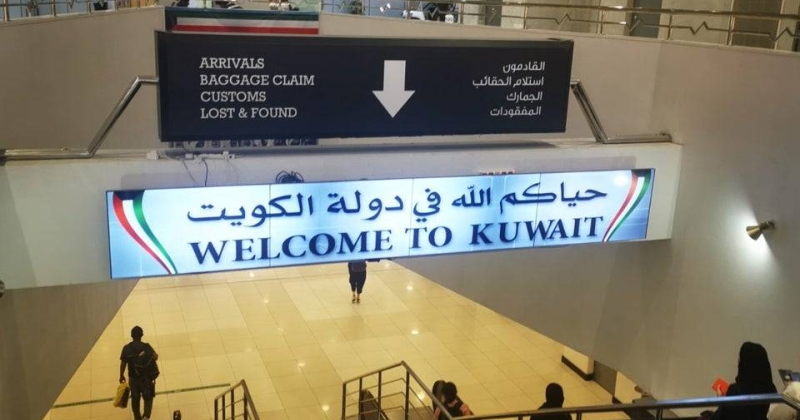 ARRIVALS
BAGGAGE CLAIM
CUSTOMS
LOST & FOUND
القادمون
استلام الحقائب
الجمارك
المفقودات
حياكم الله في دولة الكويت
WELCOME TO KUWAIT